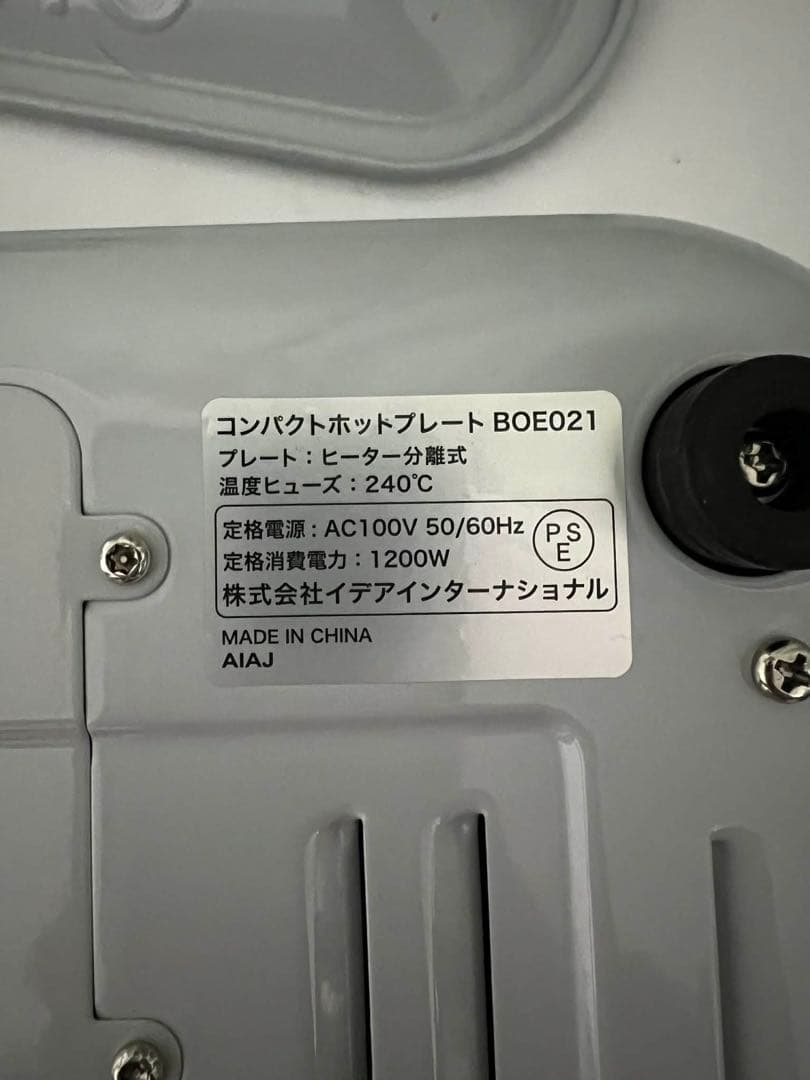 コンパクトホットプレート BOE021
プレート：ヒーター分離式
温度ヒューズ：240℃
定格電源：AC100V 50/60Hz
PSE
定格消費電力：1200W
株式会社イデアインターナショナル
MADE IN CHINA
AIAJ